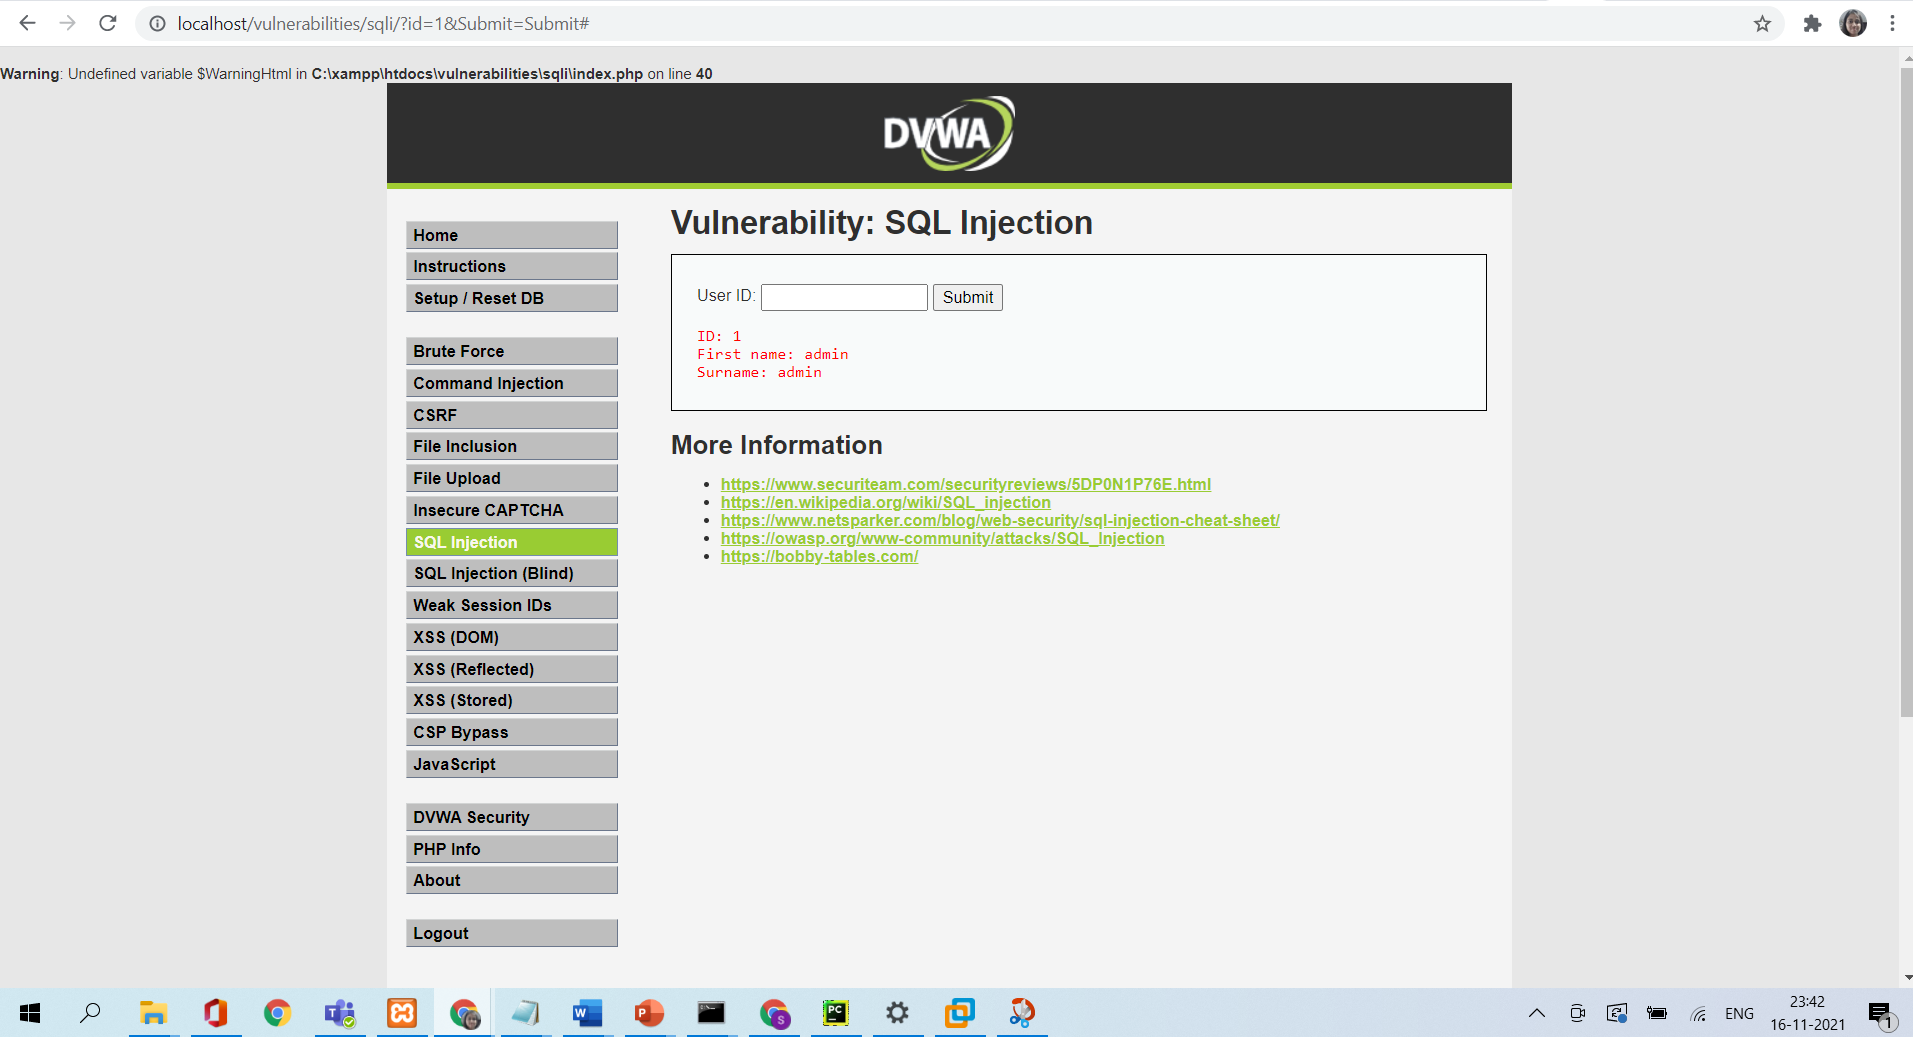 localhost/vulnerabilities/sqli/?id=1&Submit=Submit#
Warning: Undefined variable $WarningHtml in C:\xampp\htdocs\vulnerabilities\sqli\index.php on line 40
DVWA
Home
Instructions
Setup / Reset DB
Brute Force
Command Injection
CSRF
File Inclusion
File Upload
Insecure CAPTCHA
SQL Injection
SQL Injection (Blind)
Weak Session IDs
XSS (DOM)
XSS (Reflected)
XSS (Stored)
CSP Bypass
JavaScript
DVWA Security
PHP Info
About
Logout
Vulnerability: SQL Injection
User ID: Submit
ID: 1
First name: admin
Surname: admin
More Information
https://www.securiteam.com/securityreviews/5DP0N1P76E.html
https://en.wikipedia.org/wiki/SQL_injection
https://www.netsparker.com/blog/web-security/sql-injection-cheat-sheet/
https://owasp.org/www-community/attacks/SQL_Injection
https://bobby-tables.com/
T
W
P
S
PC
ENG
23:42
16-11-2021
1